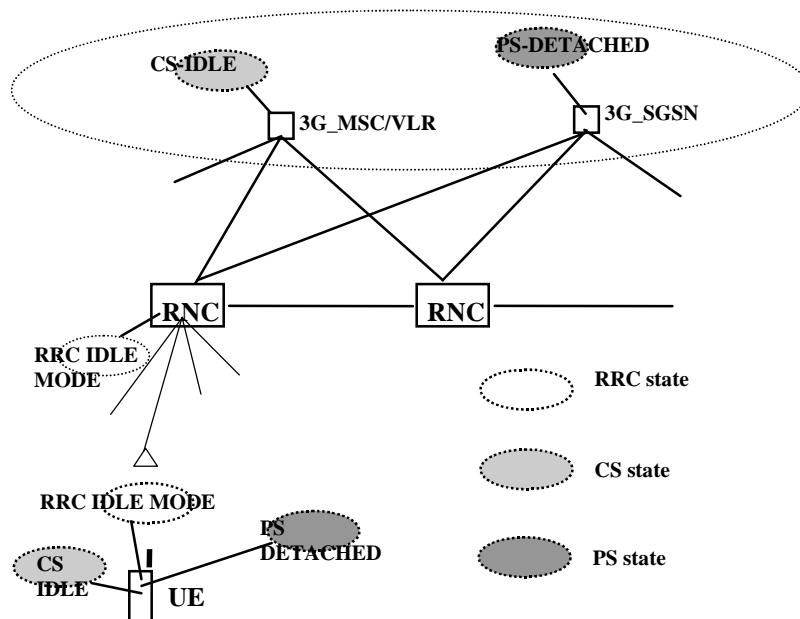 CS-IDLE
PS-DETACHED
3G_MSC/VLR
3G_SGSN
RNC
RNC
RRC IDLE
MODE
RRC state
CS state
PS state
RRC IDLE MODE
PS
DETACHED
CS
IDLE
UE